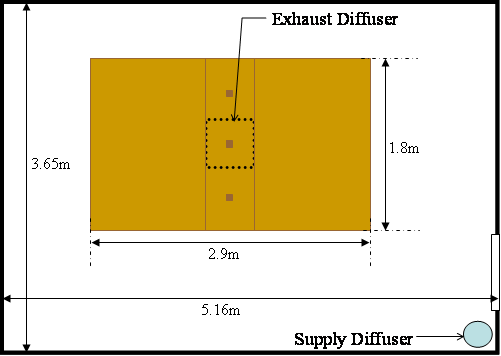 Exhaust Diffuser
3.65m
1.8m
2.9m
5.16m
Supply Diffuser